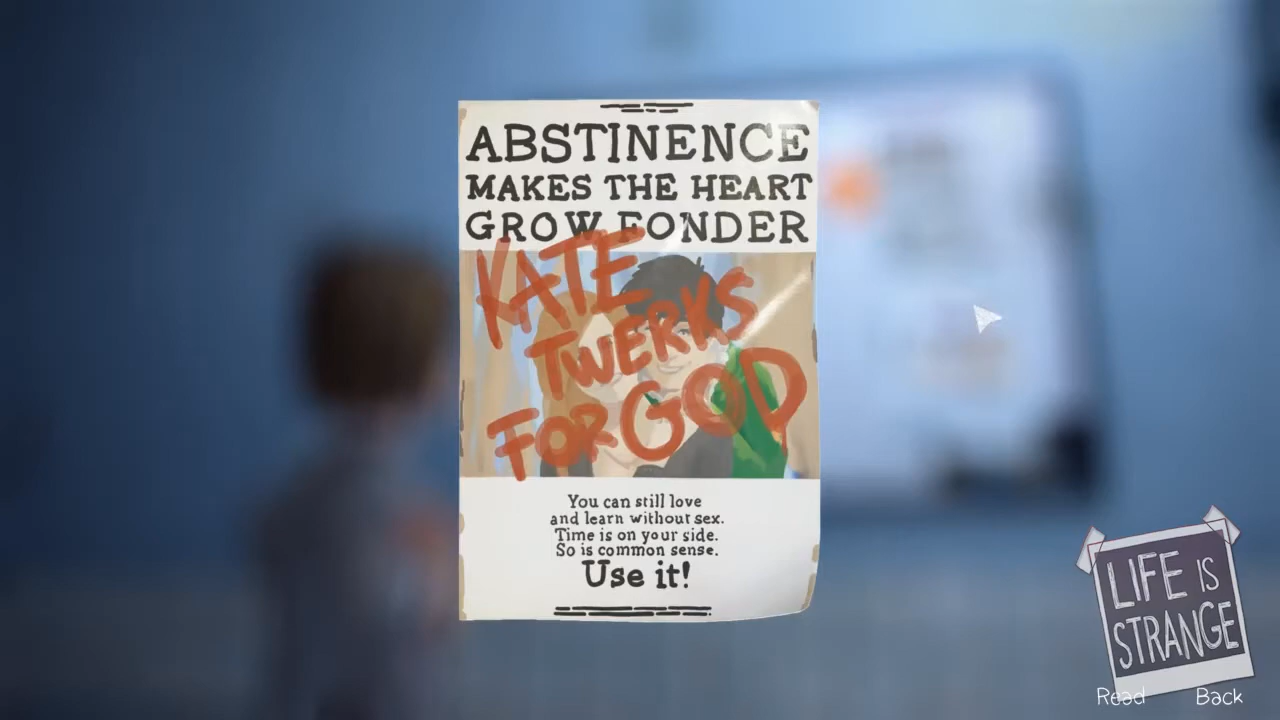 ABSTINENCE
MAKES THE HEART
GROW FONDER
KATE
TWERKS
FOR GOD
You can still love
and learn without sex.
Time is on your side.
So is common sense.
Use it!
LIFE IS
STRANGE
Read Back